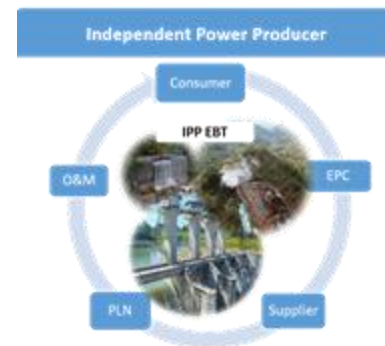 Independent Power Producer
Consumer
IPP EBT
O&M
EPC
PLN
Supplier